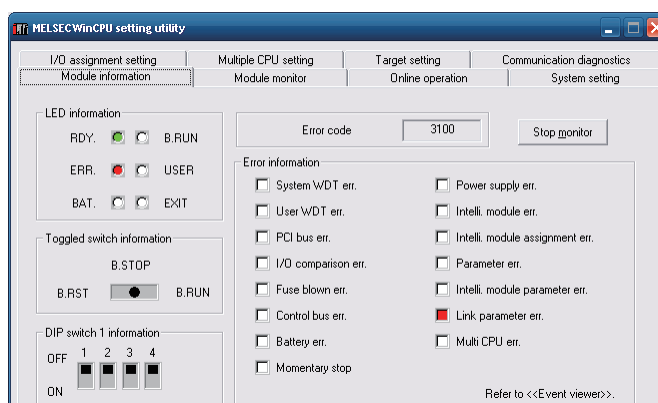 MELSECWinCPU setting utility
I/O assignment setting Multiple CPU setting Target setting Communication diagnostics
Module information Module monitor Online operation System setting
LED information
RDY. B.RUN
ERR. USER
BAT. EXIT
Error code 3100 Stop monitor
Error information
System WDT err. Power supply err.
User WDT err. Intelli. module err.
PCI bus err. Intelli. module assignment err.
I/O comparison err. Parameter err.
Fuse blown err. Intelli. module parameter err.
Control bus err. Link parameter err.
Battery err. Multi CPU err.
Momentary stop
Refer to <<Event viewer>>.
Toggled switch information
B.STOP
B.RST B.RUN
DIP switch 1 information
OFF 1 2 3 4
ON